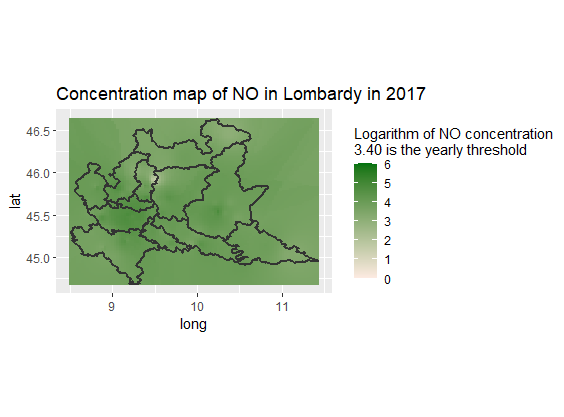 Concentration map of NO in Lombardy in 2017
46.5
46.0
45.5
45.0
lat
9
10
11
long
Logarithm of NO concentration
3.40 is the yearly threshold
6
5
4
3
2
1
0